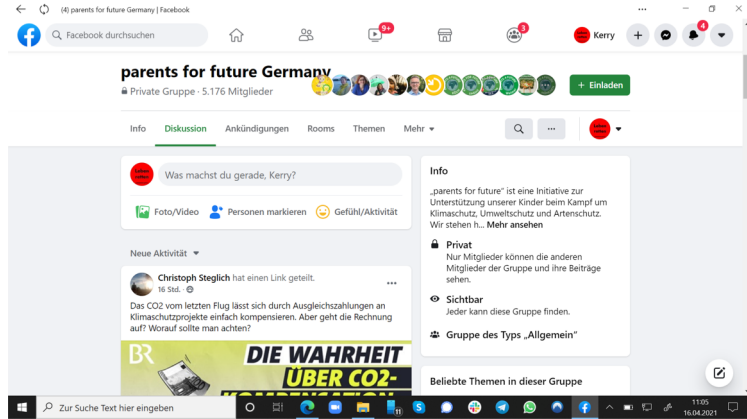 (4) parents for future Germany | Facebook
Facebook durchsuchen
9+
3
Kerry
4
parents for future Germany
Private Gruppe · 5.176 Mitglieder
+ Einladen
Info Diskussion Ankündigungen Rooms Themen Mehr
Was machst du gerade, Kerry?
Foto/Video Personen markieren Gefühl/Aktivität
Neue Aktivität
Christoph Steglich hat einen Link geteilt.
16 Std. ·
Das CO2 vom letzten Flug lässt sich durch Ausgleichszahlungen an
Klimaschutzprojekte einfach kompensieren. Aber geht die Rechnung
auf? Worauf sollte man achten?
BR
DIE WAHRHEIT
ÜBER CO2-
KOMPENSATION
Info
„parents for future" ist eine Initiative zur
Unterstützung unserer Kinder beim Kampf um
Klimaschutz, Umweltschutz und Artenschutz.
Wir stehen h... Mehr ansehen
Privat
Nur Mitglieder können die anderen
Mitglieder der Gruppe und ihre Beiträge
sehen.
Sichtbar
Jeder kann diese Gruppe finden.
Gruppe des Typs „Allgemein"
Beliebte Themen in dieser Gruppe
Zur Suche Text hier eingeben
11:05
16.04.2021